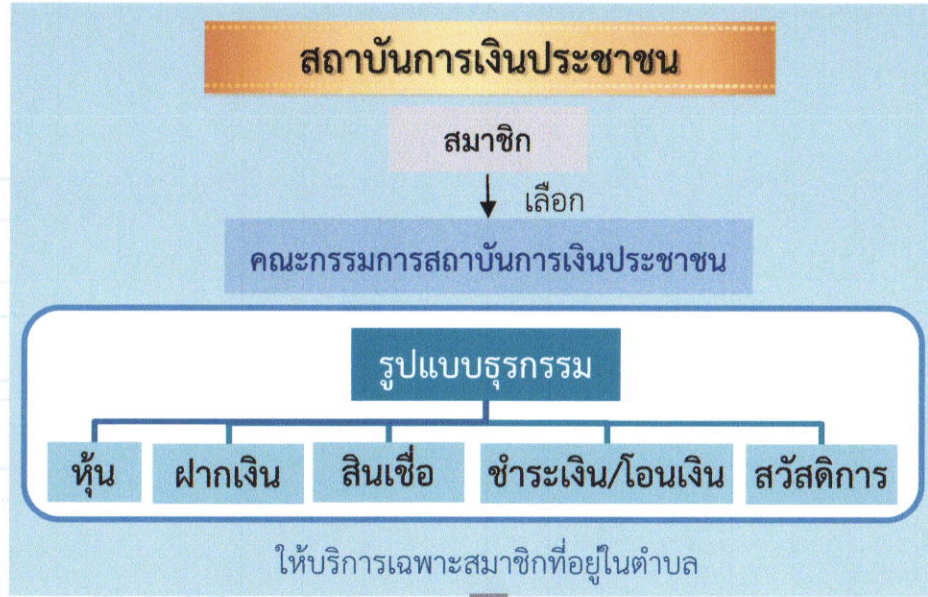 สถาบันการเงินประชาชน
สมาชิก
เลือก
คณะกรรมการสถาบันการเงินประชาชน
รูปแบบธุรกรรม
หุ้น ฝากเงิน สินเชื่อ ชำระเงิน/โอนเงิน สวัสดิการ
ให้บริการเฉพาะสมาชิกที่อยู่ในตำบล